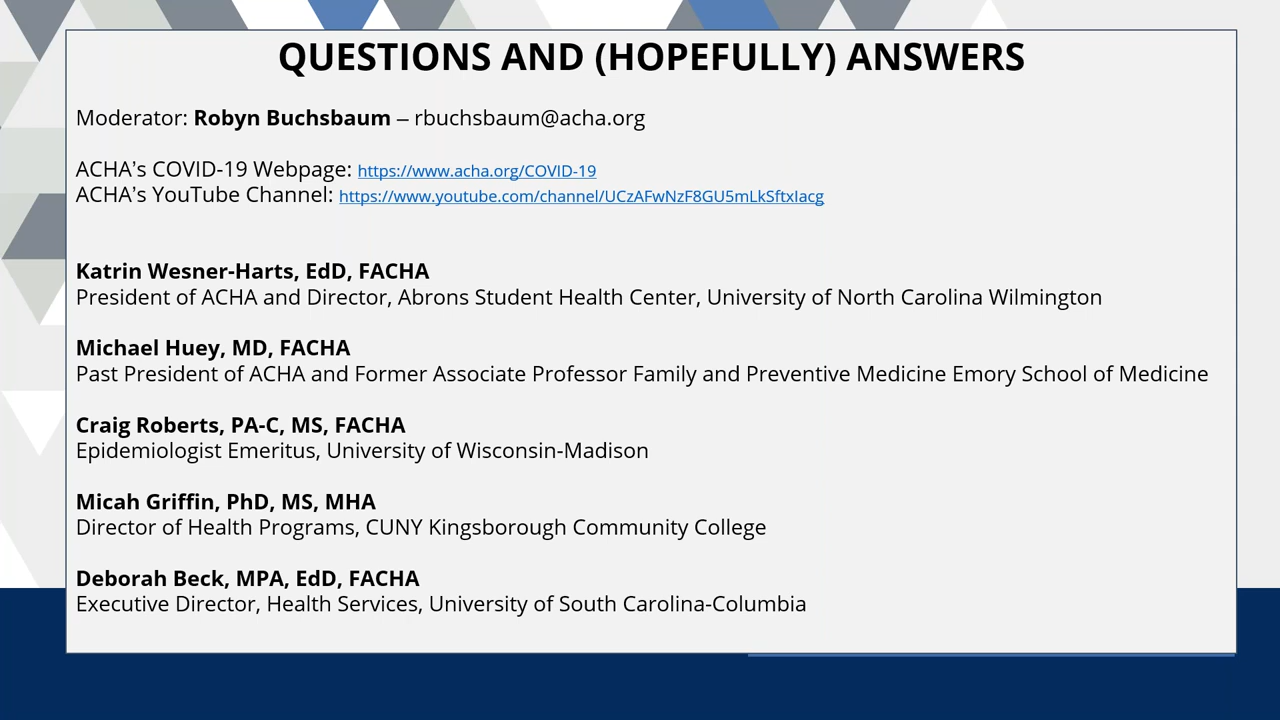 QUESTIONS AND (HOPEFULLY) ANSWERS
Moderator: Robyn Buchsbaum – rbuchsbaum@acha.org
ACHA's COVID-19 Webpage: https://www.acha.org/COVID-19
ACHA's YouTube Channel: https://www.youtube.com/channel/UCzAFwNzF8GU5mLkSftxIacg
Katrin Wesner-Harts, EdD, FACHA
President of ACHA and Director, Abrons Student Health Center, University of North Carolina Wilmington
Michael Huey, MD, FACHA
Past President of ACHA and Former Associate Professor Family and Preventive Medicine Emory School of Medicine
Craig Roberts, PA-C, MS, FACHA
Epidemiologist Emeritus, University of Wisconsin-Madison
Micah Griffin, PhD, MS, MHA
Director of Health Programs, CUNY Kingsborough Community College
Deborah Beck, MPA, EdD, FACHA
Executive Director, Health Services, University of South Carolina-Columbia